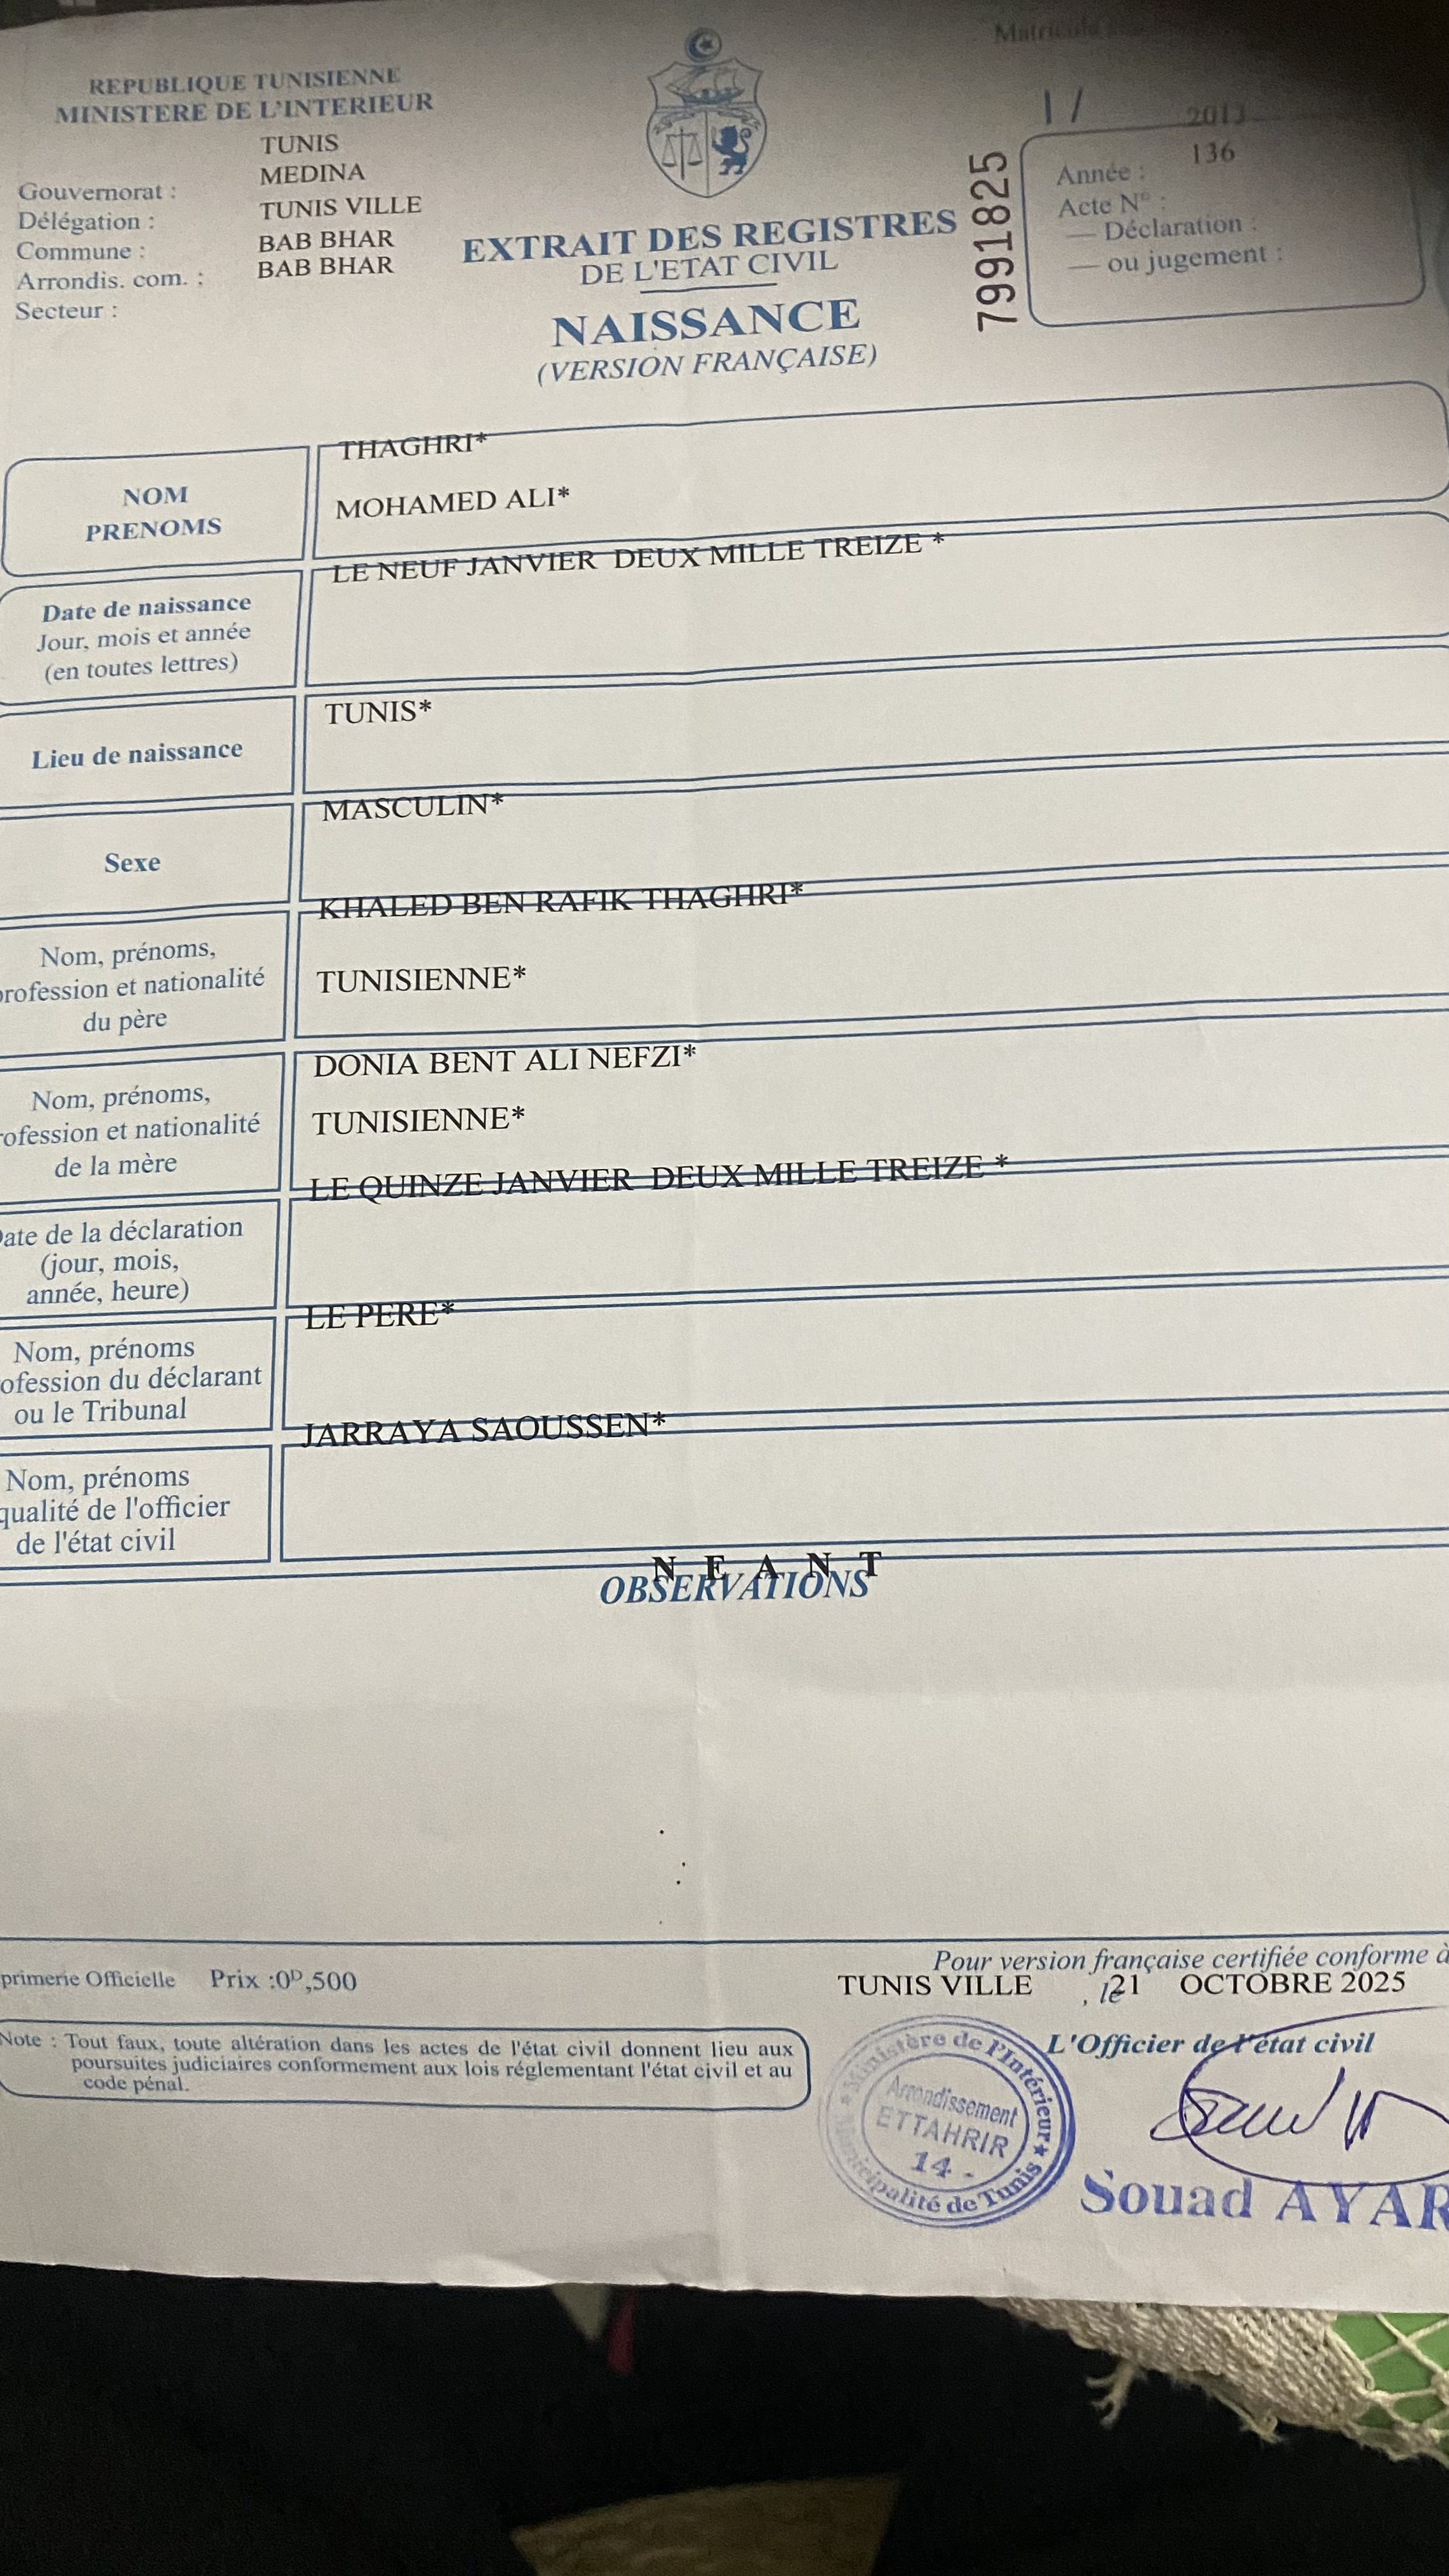 Matricule
REPUBLIQUE TUNISIENNE
MINISTERE DE L'INTERIEUR
TUNIS
MEDINA
Gouvernorat :
Délégation :
TUNIS VILLE
Commune :
BAB BHAR
Arrondis. com. :
BAB BHAR
Secteur :
EXTRAIT DES REGISTRES
DE L'ETAT CIVIL
NAISSANCE
(VERSION FRANÇAISE)
7991825
1 /
2013
136
Année :
Acte N° :
— Déclaration :
— ou jugement :
NOM
PRENOMS
THAGHRI*
MOHAMED ALI*
Date de naissance
Jour, mois et année
(en toutes lettres)
LE NEUF JANVIER DEUX MILLE TREIZE *
Lieu de naissance
TUNIS*
Sexe
MASCULIN*
Nom, prénoms,
profession et nationalité
du père
KHALED BEN RAFIK THAGHRI*
TUNISIENNE*
Nom, prénoms,
rofession et nationalité
de la mère
DONIA BENT ALI NEFZI*
TUNISIENNE*
Date de la déclaration
(jour, mois,
année, heure)
LE QUINZE JANVIER DEUX MILLE TREIZE *
Nom, prénoms
ofession du déclarant
ou le Tribunal
LE PERE*
Nom, prénoms
qualité de l'officier
de l'état civil
JARRAYA SAOUSSEN*
N E A N T
OBSERVATIONS
primerie Officielle Prix :0ᴰ,500
Pour version française certifiée conforme à
TUNIS VILLE , le 21 OCTOBRE 2025
L'Officier de l'état civil
Note : Tout faux, toute altération dans les actes de l'état civil donnent lieu aux
poursuites judiciaires conformement aux lois réglementant l'état civil et au
code pénal.
Ministère de l'Intérieur
Arrondissement
ETTAHRIR
14 -
Municipalité de Tunis
Souad AYAR